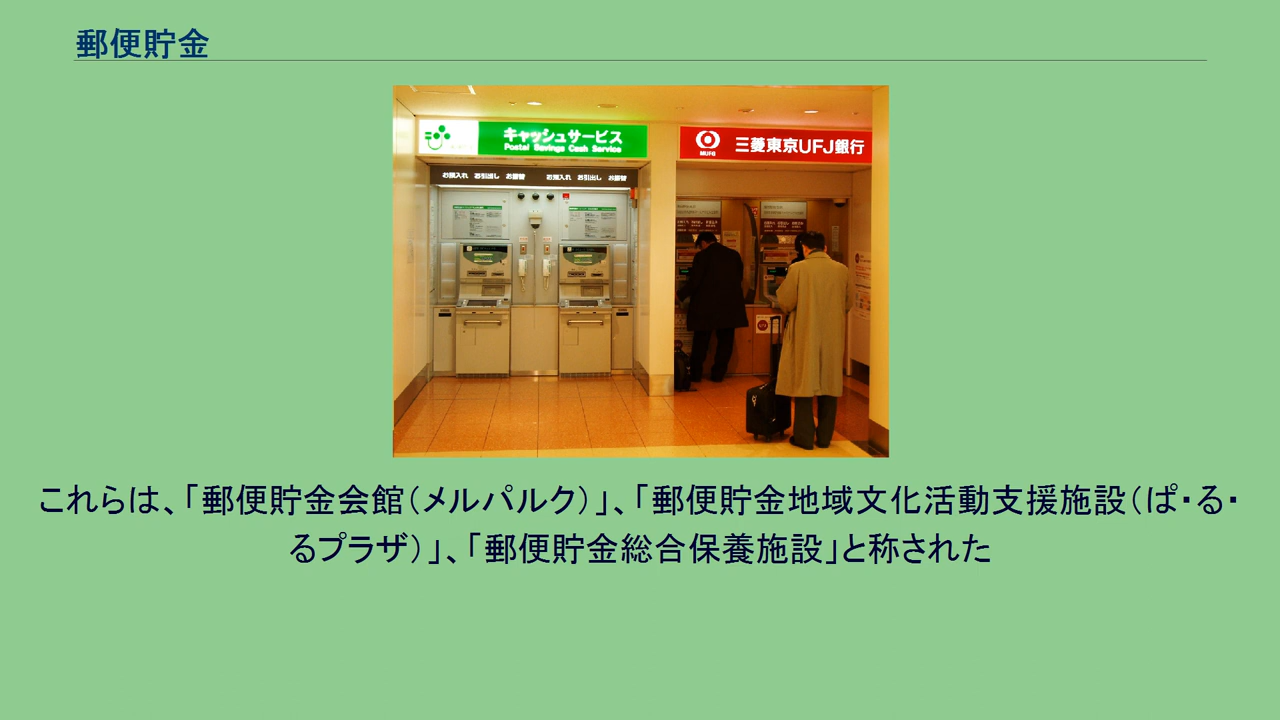 郵便貯金
キャッシュサービス
Postal Savings Cash Service
三菱東京UFJ銀行
MUFG
お預入れ お引出し お振替 お預入れ お引出し お振替
これらは、「郵便貯金会館（メルパルク）」、「郵便貯金地域文化活動支援施設（ぱ・る・
るプラザ）」、「郵便貯金総合保養施設」と称された